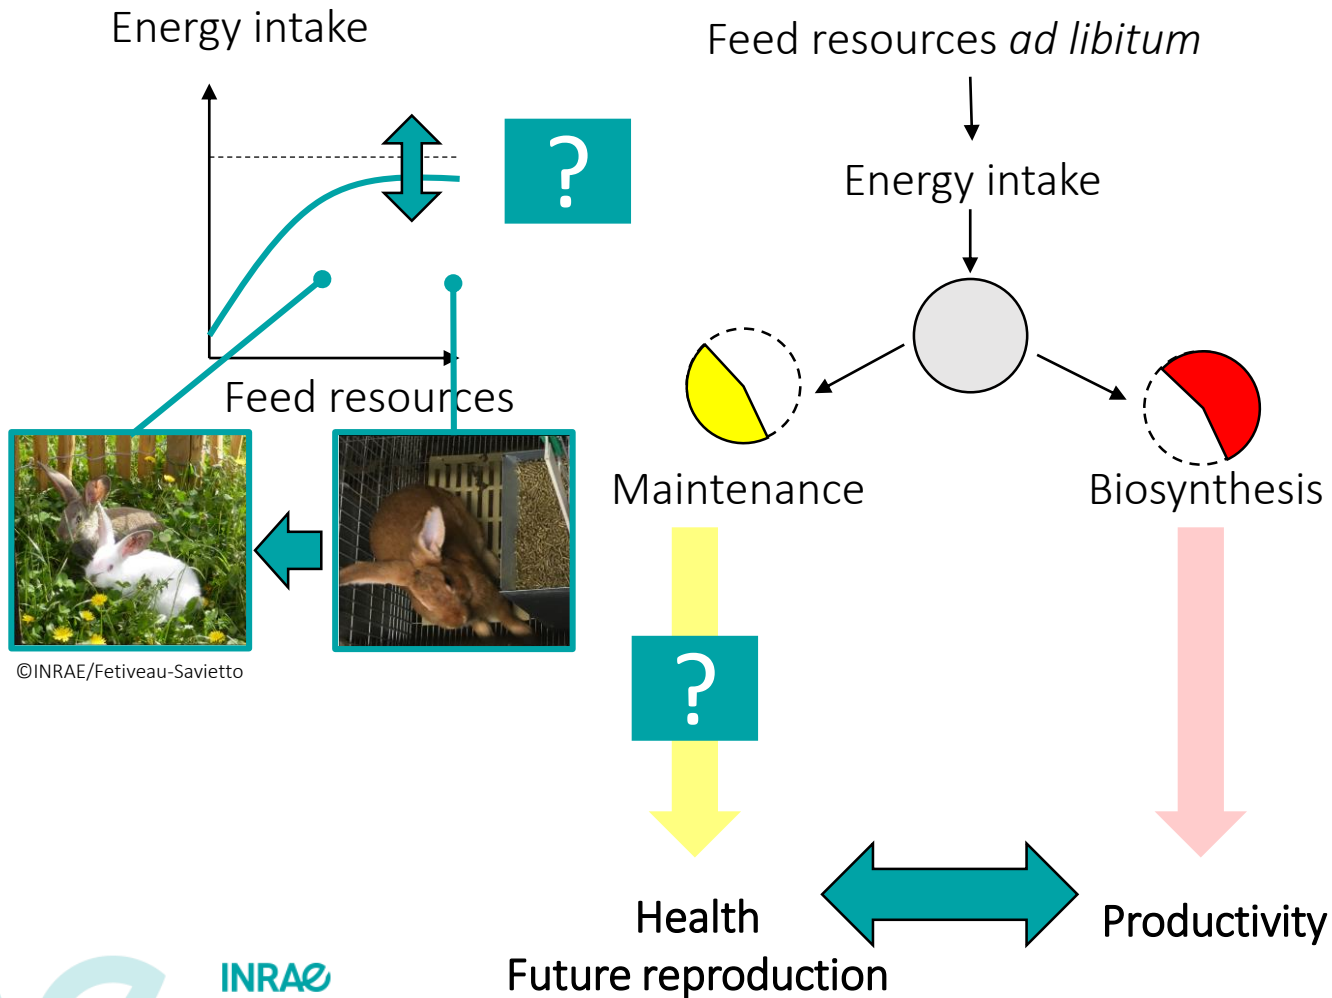 Energy intake
Feed resources ad libitum
?
Energy intake
Feed resources
Maintenance
Biosynthesis
©INRAE/Fetiveau-Savietto
?
Health
Productivity
Future reproduction
INRAE